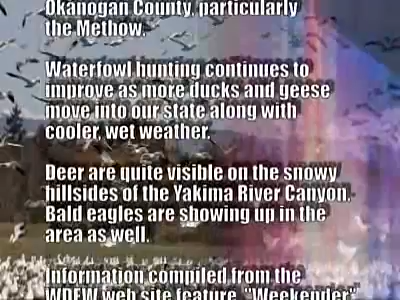 Okanogan County, particularly
the Methow.
Waterfowl hunting continues to
improve as more ducks and geese
move into our state along with
cooler, wet weather.
Deer are quite visible on the snowy
hillsides of the Yakima River Canyon.
Bald eagles are showing up in the
area as well.
Information compiled from the
WDFW web site feature, "Weekender"